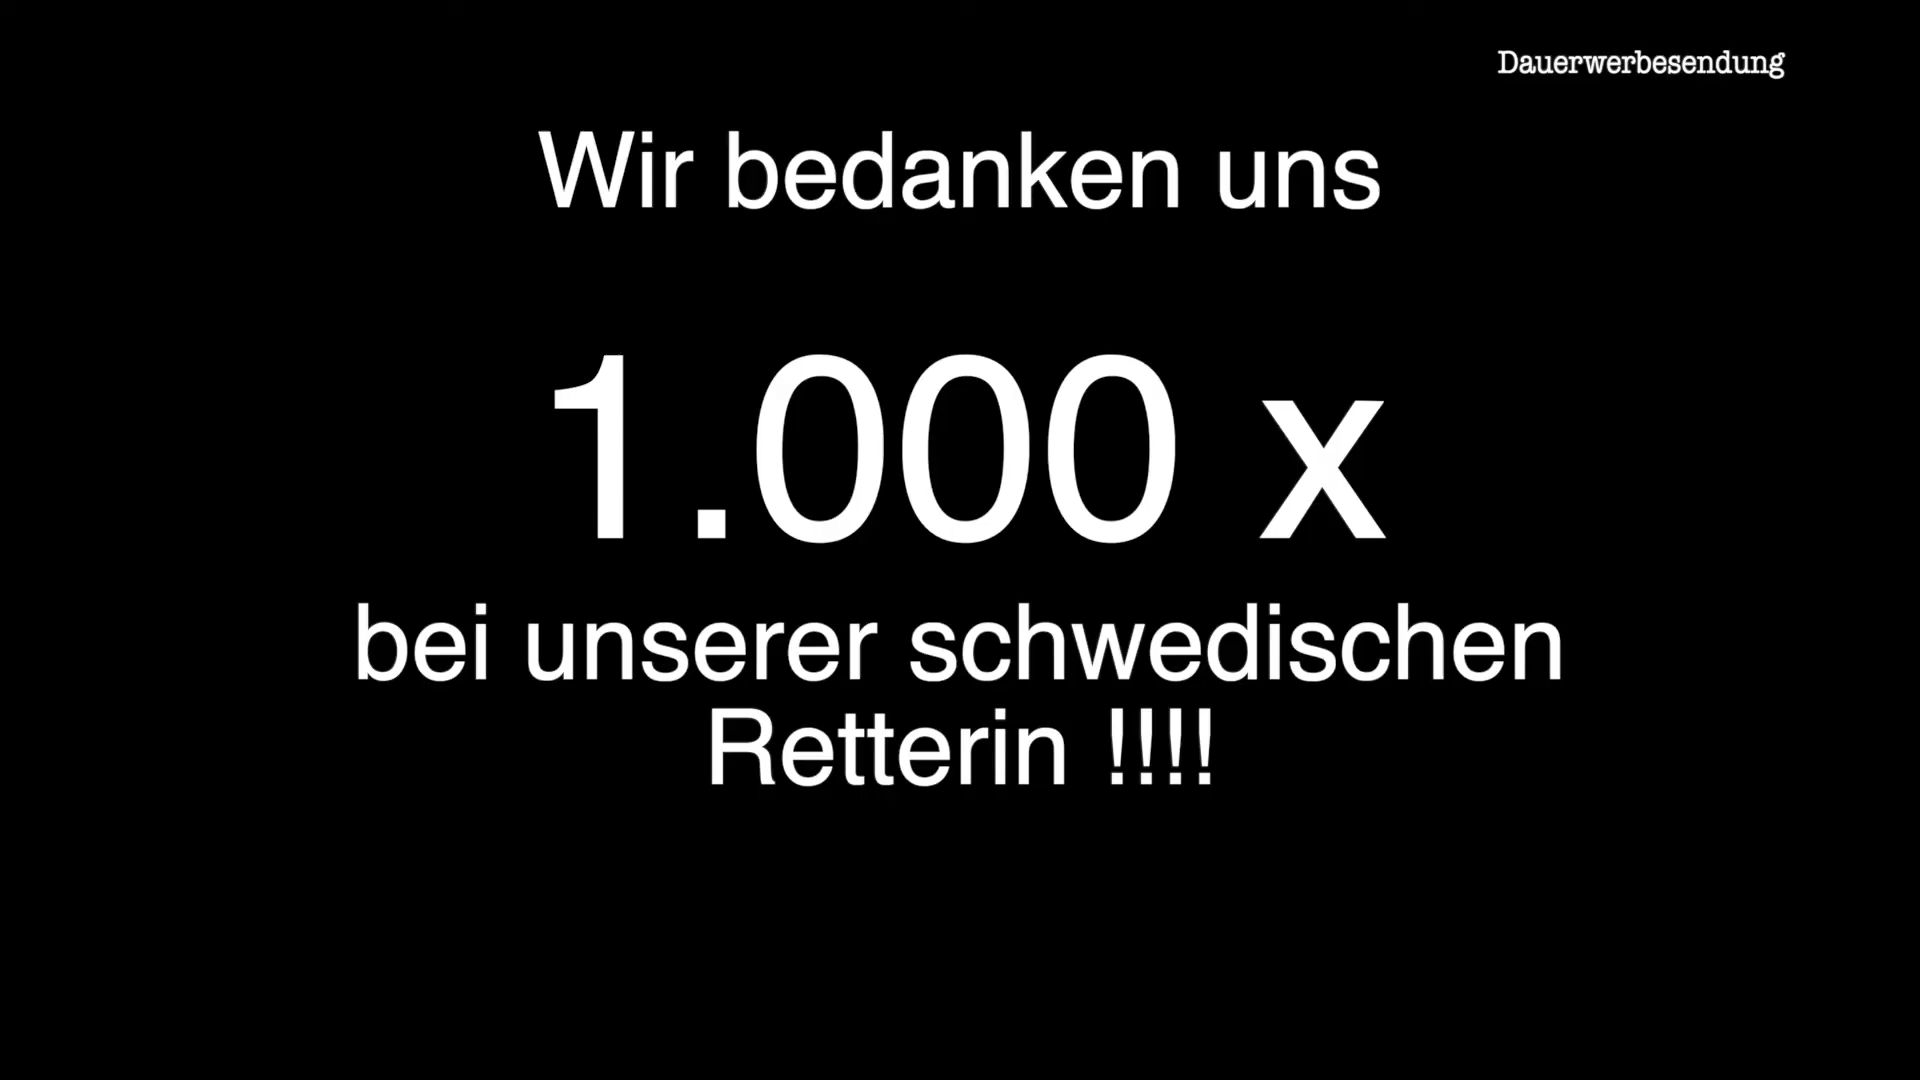 Dauerwerbesendung
Wir bedanken uns
1.000 x
bei unserer schwedischen
Retterin !!!!